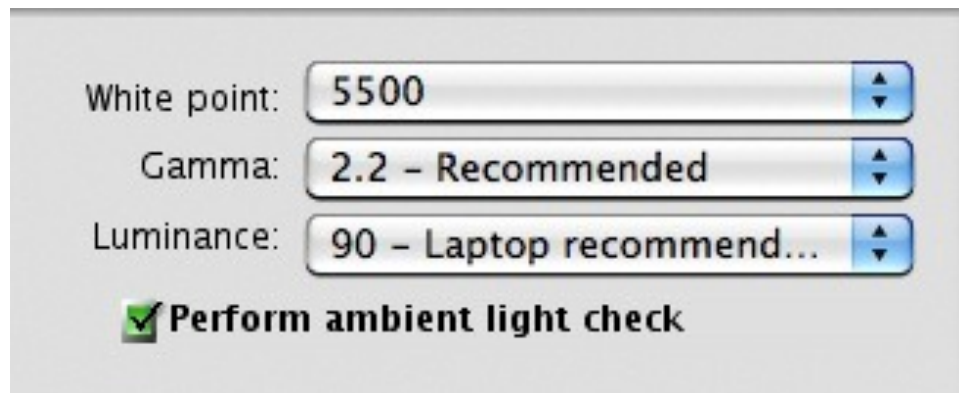 White point: 5500
Gamma: 2.2 – Recommended
Luminance: 90 – Laptop recommend...
Perform ambient light check